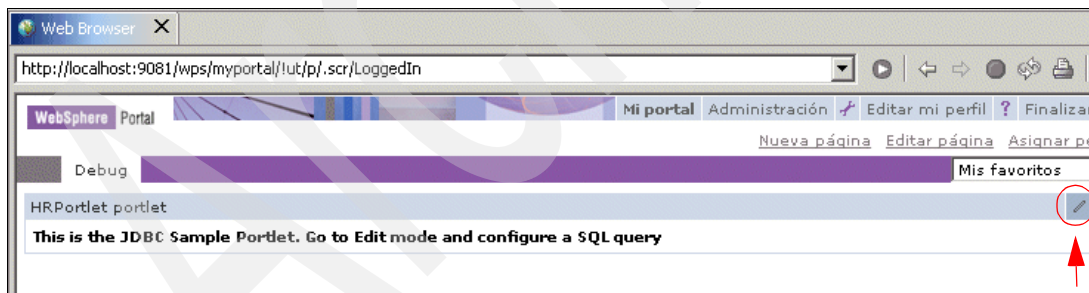 Web Browser
http://localhost:9081/wps/myportal/!ut/p/.scr/LoggedIn
WebSphere Portal
Mi portal Administración Editar mi perfil ? Finaliza
Nueva página Editar página Asignar pe
Debug
Mis favoritos
HRPortlet portlet
This is the JDBC Sample Portlet. Go to Edit mode and configure a SQL query